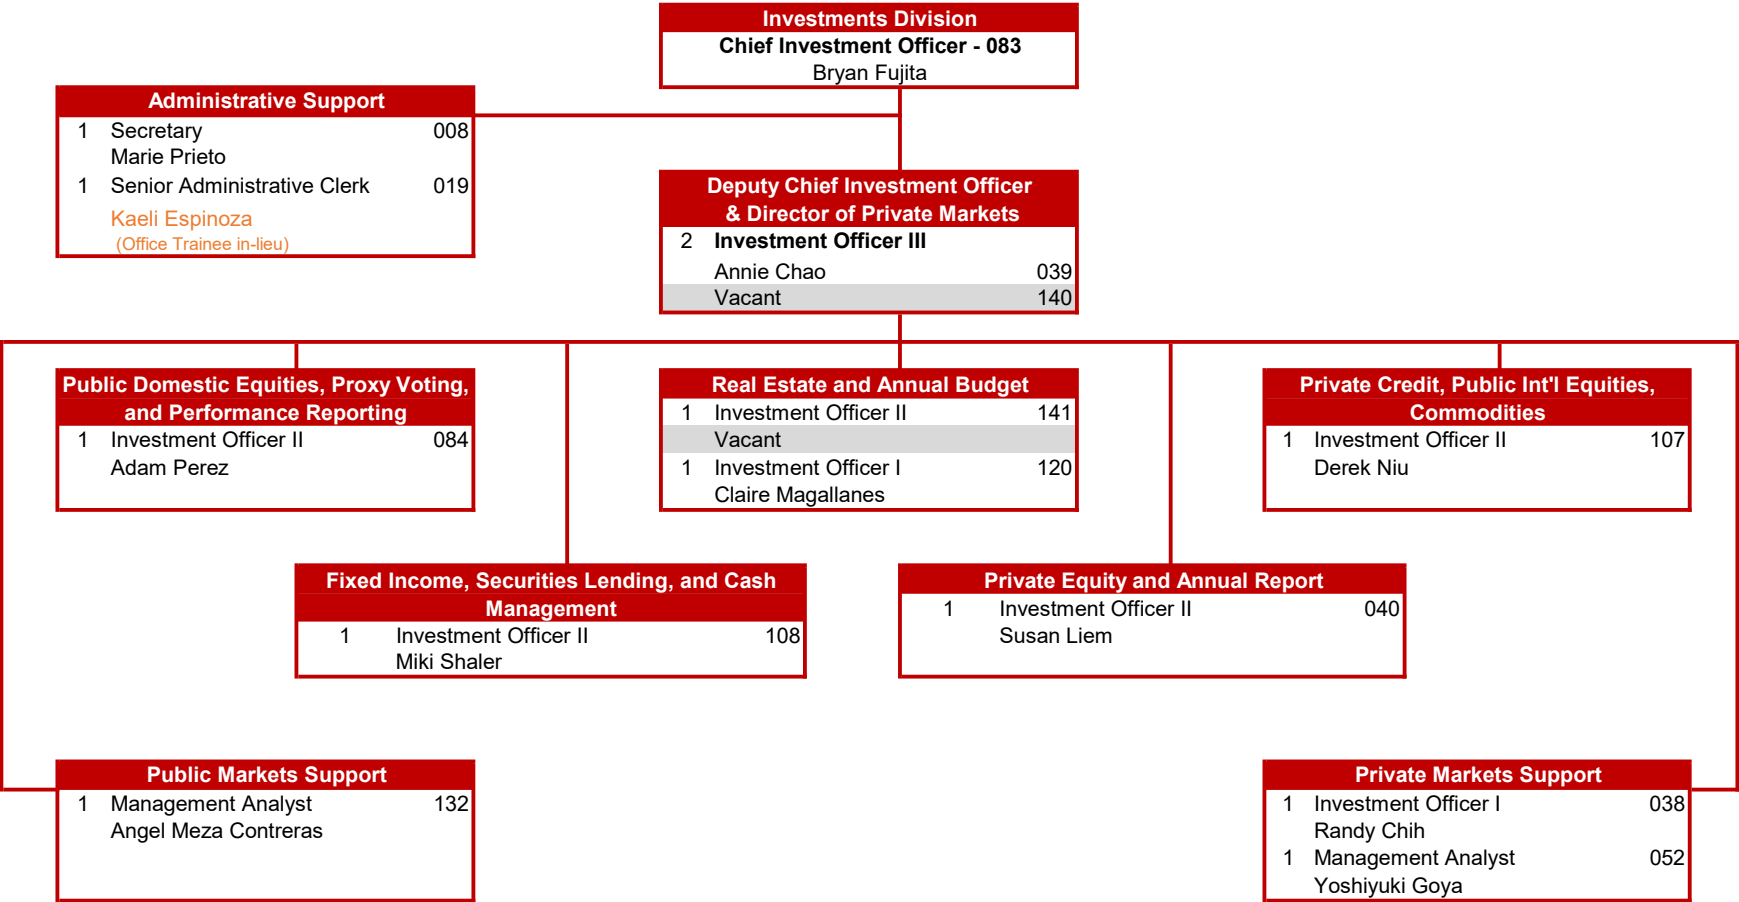 Investments Division
Chief Investment Officer - 083
Bryan Fujita
Administrative Support
1 Secretary 008
Marie Prieto
1 Senior Administrative Clerk 019
Kaeli Espinoza
(Office Trainee in-lieu)
Deputy Chief Investment Officer
& Director of Private Markets
2 Investment Officer III
Annie Chao 039
Vacant 140
Public Domestic Equities, Proxy Voting,
and Performance Reporting
1 Investment Officer II 084
Adam Perez
Real Estate and Annual Budget
1 Investment Officer II 141
Vacant
1 Investment Officer I 120
Claire Magallanes
Private Credit, Public Int'l Equities,
Commodities
1 Investment Officer II 107
Derek Niu
Fixed Income, Securities Lending, and Cash
Management
1 Investment Officer II 108
Miki Shaler
Private Equity and Annual Report
1 Investment Officer II 040
Susan Liem
Public Markets Support
1 Management Analyst 132
Angel Meza Contreras
Private Markets Support
1 Investment Officer I 038
Randy Chih
1 Management Analyst 052
Yoshiyuki Goya